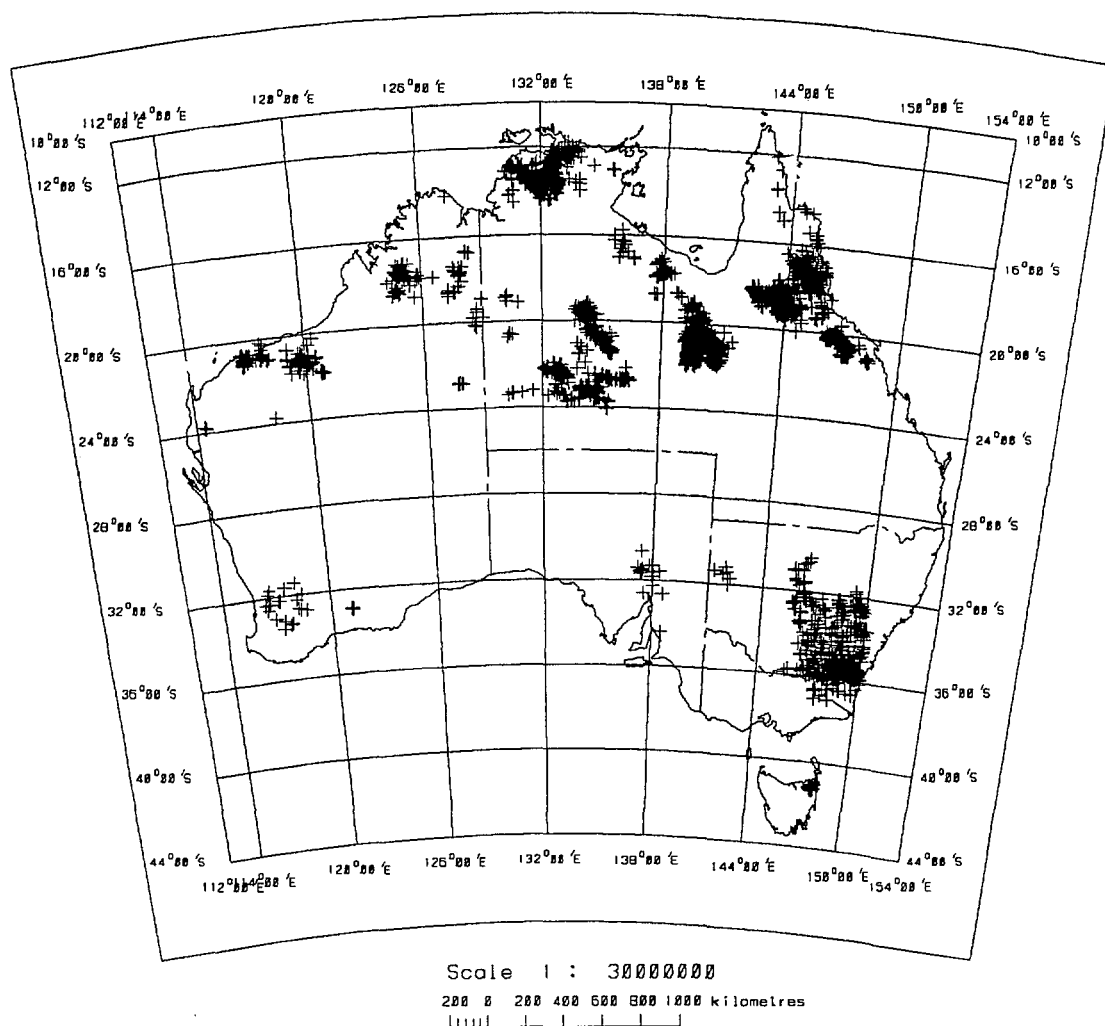 112°00'E 114°00'E 120°00'E 126°00'E 132°00'E 138°00'E 144°00'E 150°00'E 154°00'E
10°00'S 10°00'S
12°00'S 12°00'S
16°00'S 16°00'S
20°00'S 20°00'S
24°00'S 24°00'S
28°00'S 28°00'S
32°00'S 32°00'S
36°00'S 36°00'S
40°00'S 40°00'S
44°00'S 44°00'S
112°00'E 114°00'E 120°00'E 126°00'E 132°00'E 138°00'E 144°00'E 150°00'E 154°00'E
Scale 1 : 30000000
200 0 200 400 600 800 1000 kilometres